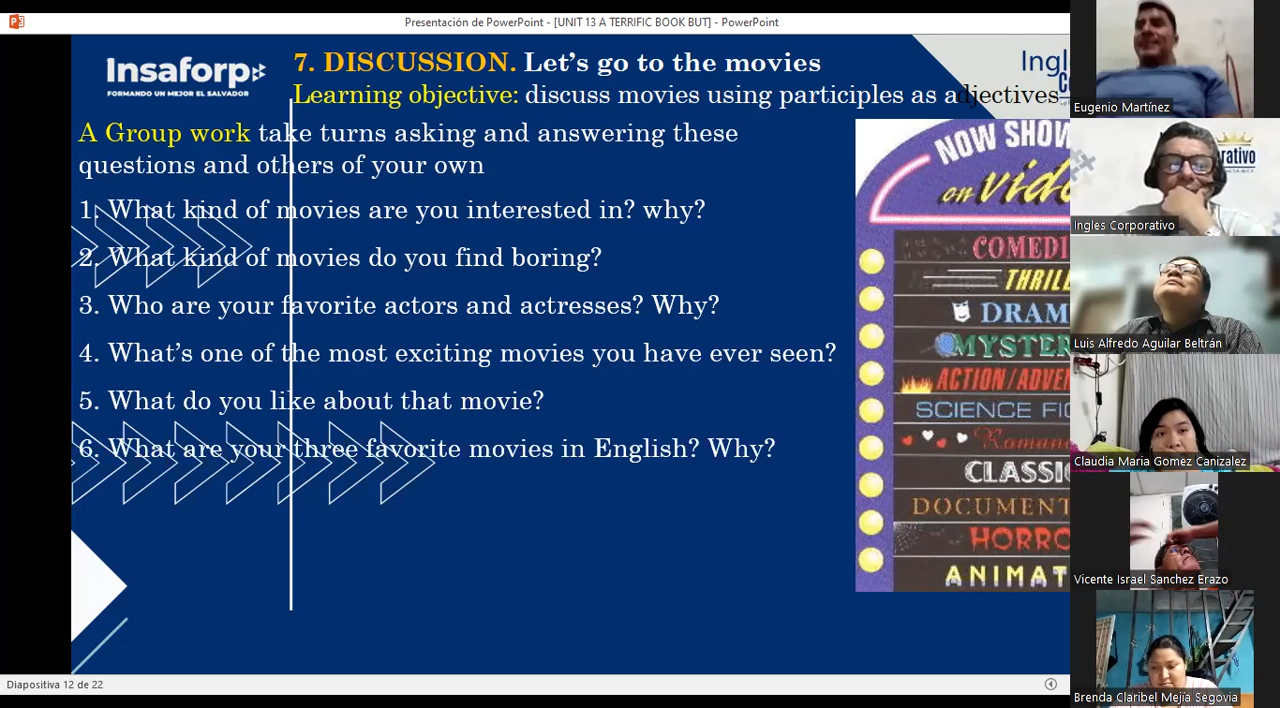 Presentación de PowerPoint - [UNIT 13 A TERRIFIC BOOK BUT] - PowerPoint
Insaforp
FORMANDO UN MEJOR EL SALVADOR
7. DISCUSSION. Let's go to the movies
Learning objective: discuss movies using participles as adjectives
Ingl
A Group work take turns asking and answering these
questions and others of your own
1. What kind of movies are you interested in? why?
2. What kind of movies do you find boring?
3. Who are your favorite actors and actresses? Why?
4. What's one of the most exciting movies you have ever seen?
5. What do you like about that movie?
6. What are your three favorite movies in English? Why?
NOW SHOW
on vid
COMEDI
THRIL
DRAM
MYSTER
ACTION/ADVEN
SCIENCE FIC
Roman
CLASSIC
DOCUMENT
HORRO
ANIMAT
Diapositiva 12 de 22
Eugenio Martínez
orativo
Ingles Corporativo
Luis Alfredo Aguilar Beltrán
Claudia Maria Gomez Canizalez
Vicente Israel Sanchez Erazo
Brenda Claribel Mejía Segovia